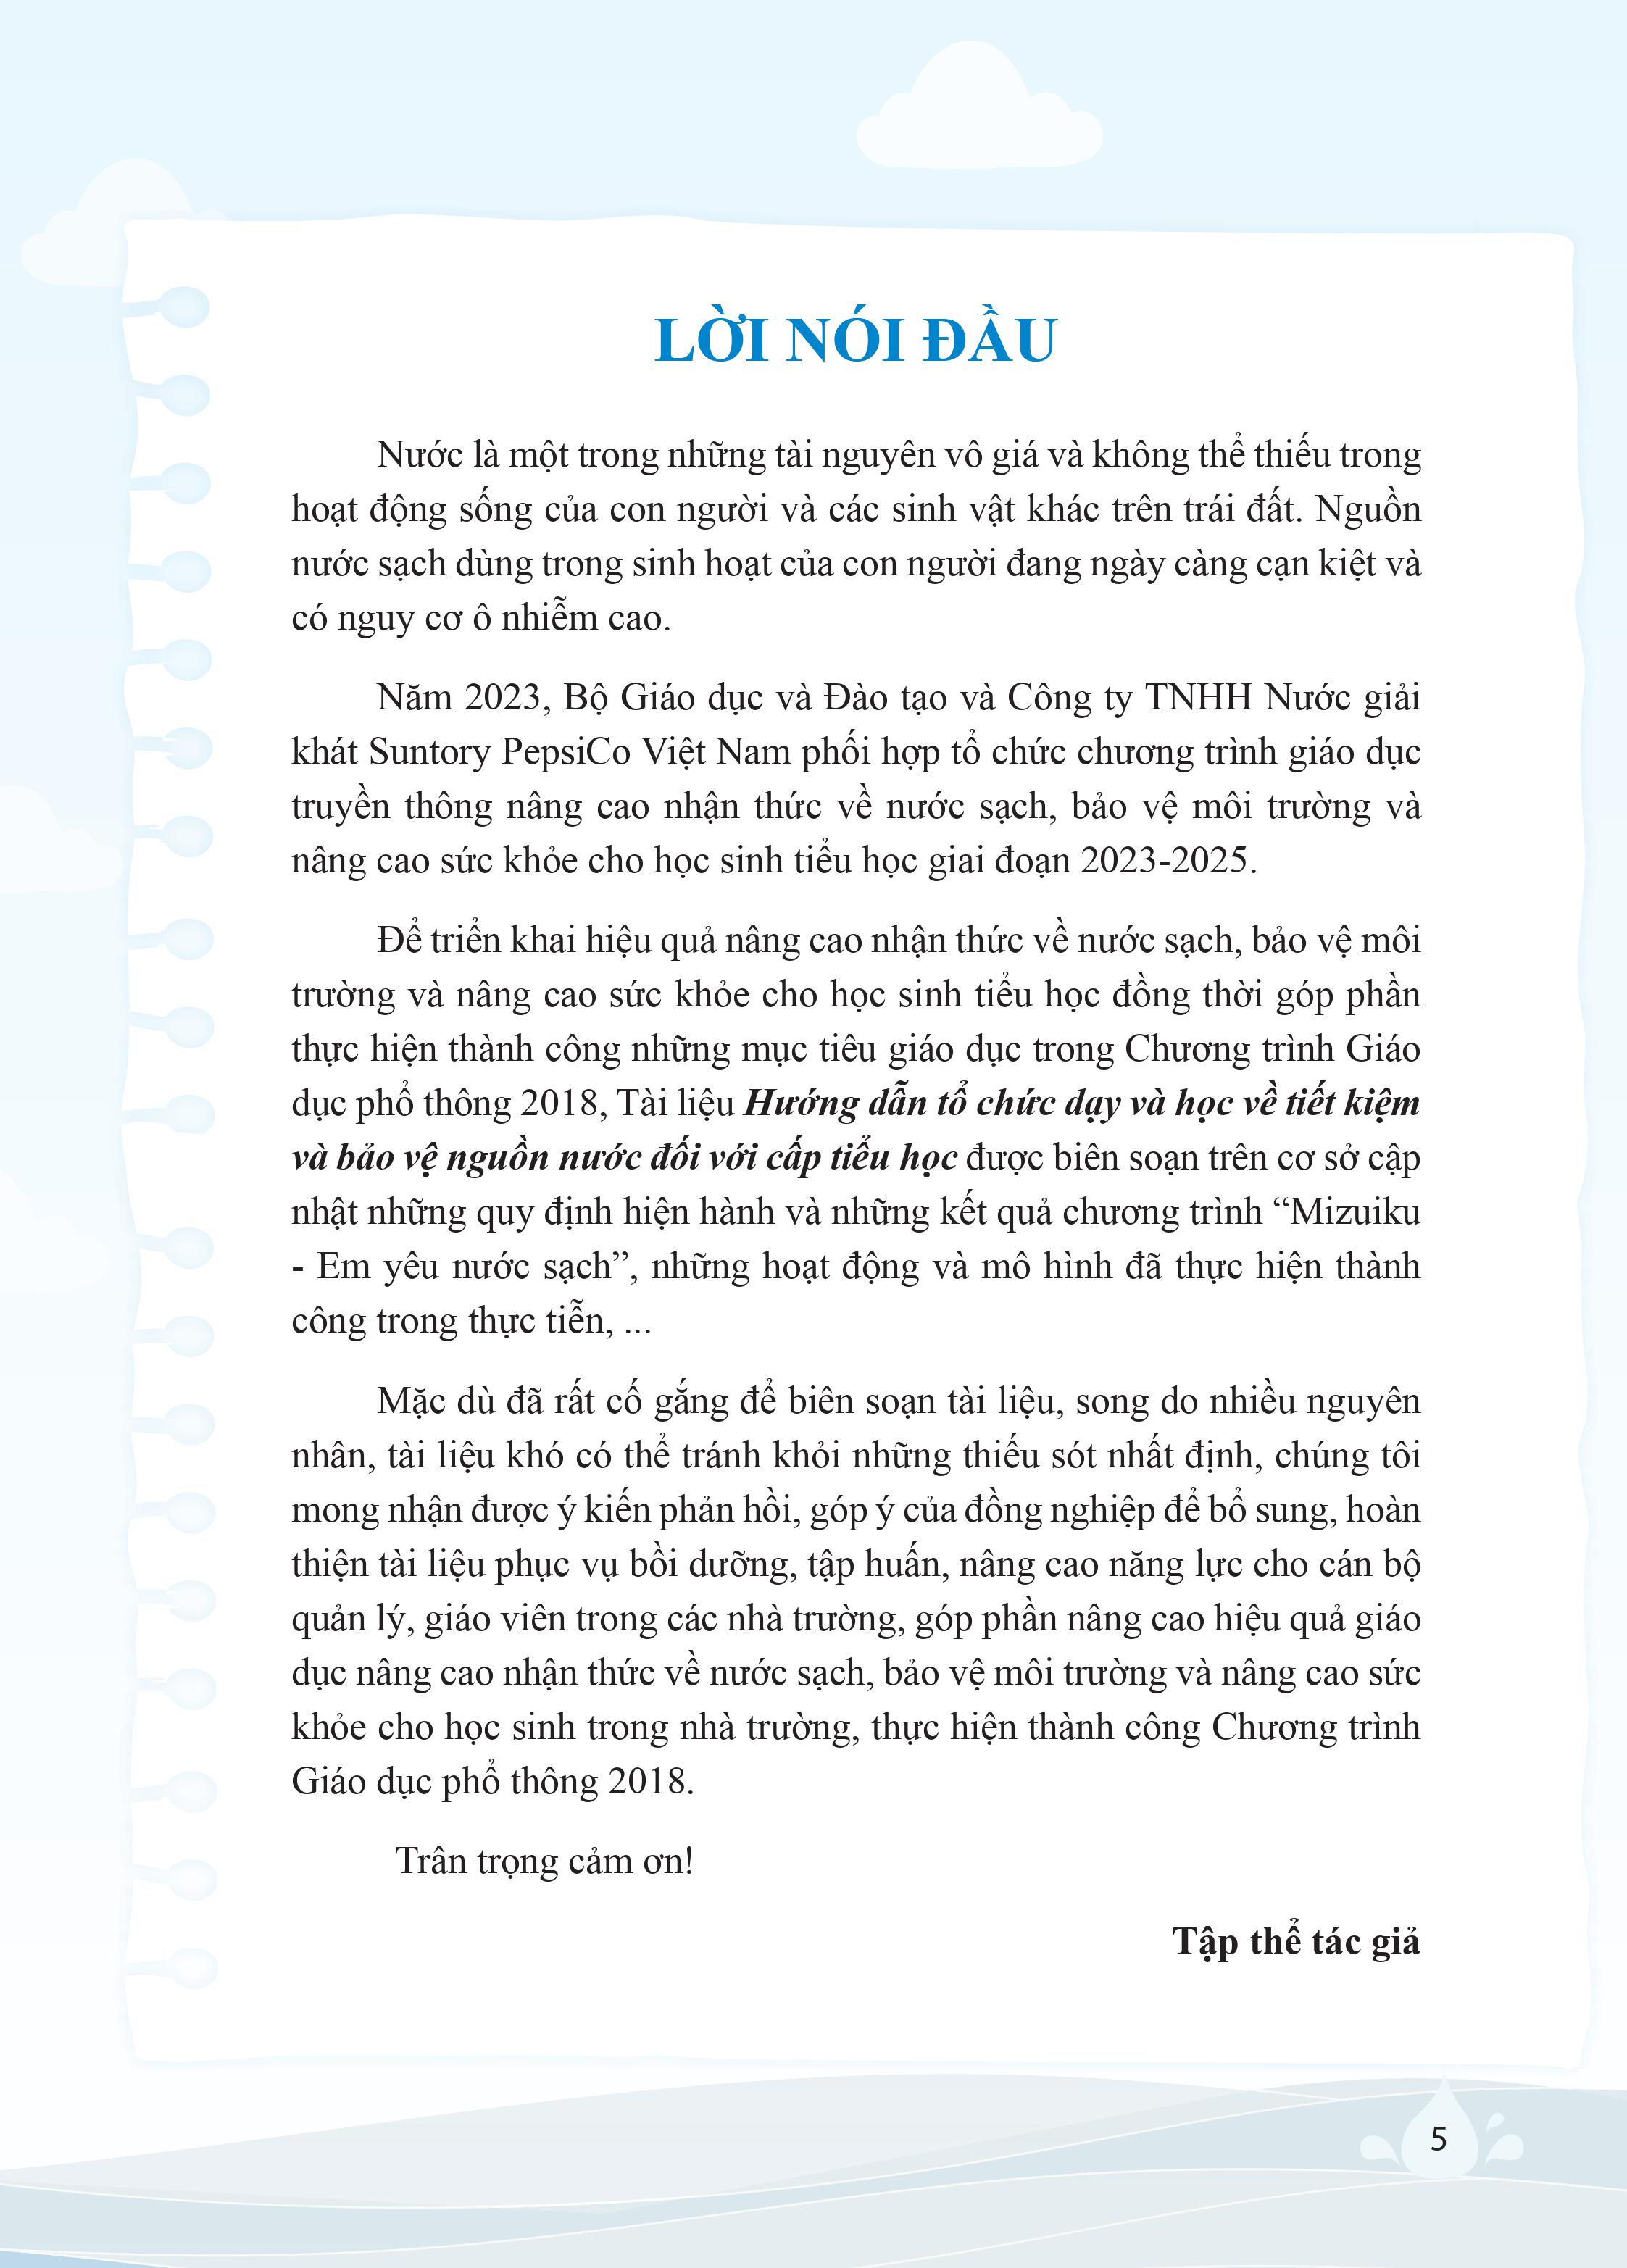 LỜI NÓI ĐẦU
Nước là một trong những tài nguyên vô giá và không thể thiếu trong
hoạt động sống của con người và các sinh vật khác trên trái đất. Nguồn
nước sạch dùng trong sinh hoạt của con người đang ngày càng cạn kiệt và
có nguy cơ ô nhiễm cao.
Năm 2023, Bộ Giáo dục và Đào tạo và Công ty TNHH Nước giải
khát Suntory PepsiCo Việt Nam phối hợp tổ chức chương trình giáo dục
truyền thông nâng cao nhận thức về nước sạch, bảo vệ môi trường và
nâng cao sức khỏe cho học sinh tiểu học giai đoạn 2023-2025.
Để triển khai hiệu quả nâng cao nhận thức về nước sạch, bảo vệ môi
trường và nâng cao sức khỏe cho học sinh tiểu học đồng thời góp phần
thực hiện thành công những mục tiêu giáo dục trong Chương trình Giáo
dục phổ thông 2018, Tài liệu Hướng dẫn tổ chức dạy và học về tiết kiệm
và bảo vệ nguồn nước đối với cấp tiểu học được biên soạn trên cơ sở cập
nhật những quy định hiện hành và những kết quả chương trình “Mizuiku
- Em yêu nước sạch”, những hoạt động và mô hình đã thực hiện thành
công trong thực tiễn, ...
Mặc dù đã rất cố gắng để biên soạn tài liệu, song do nhiều nguyên
nhân, tài liệu khó có thể tránh khỏi những thiếu sót nhất định, chúng tôi
mong nhận được ý kiến phản hồi, góp ý của đồng nghiệp để bổ sung, hoàn
thiện tài liệu phục vụ bồi dưỡng, tập huấn, nâng cao năng lực cho cán bộ
quản lý, giáo viên trong các nhà trường, góp phần nâng cao hiệu quả giáo
dục nâng cao nhận thức về nước sạch, bảo vệ môi trường và nâng cao sức
khỏe cho học sinh trong nhà trường, thực hiện thành công Chương trình
Giáo dục phổ thông 2018.
Trân trọng cảm ơn!
Tập thể tác giả
5